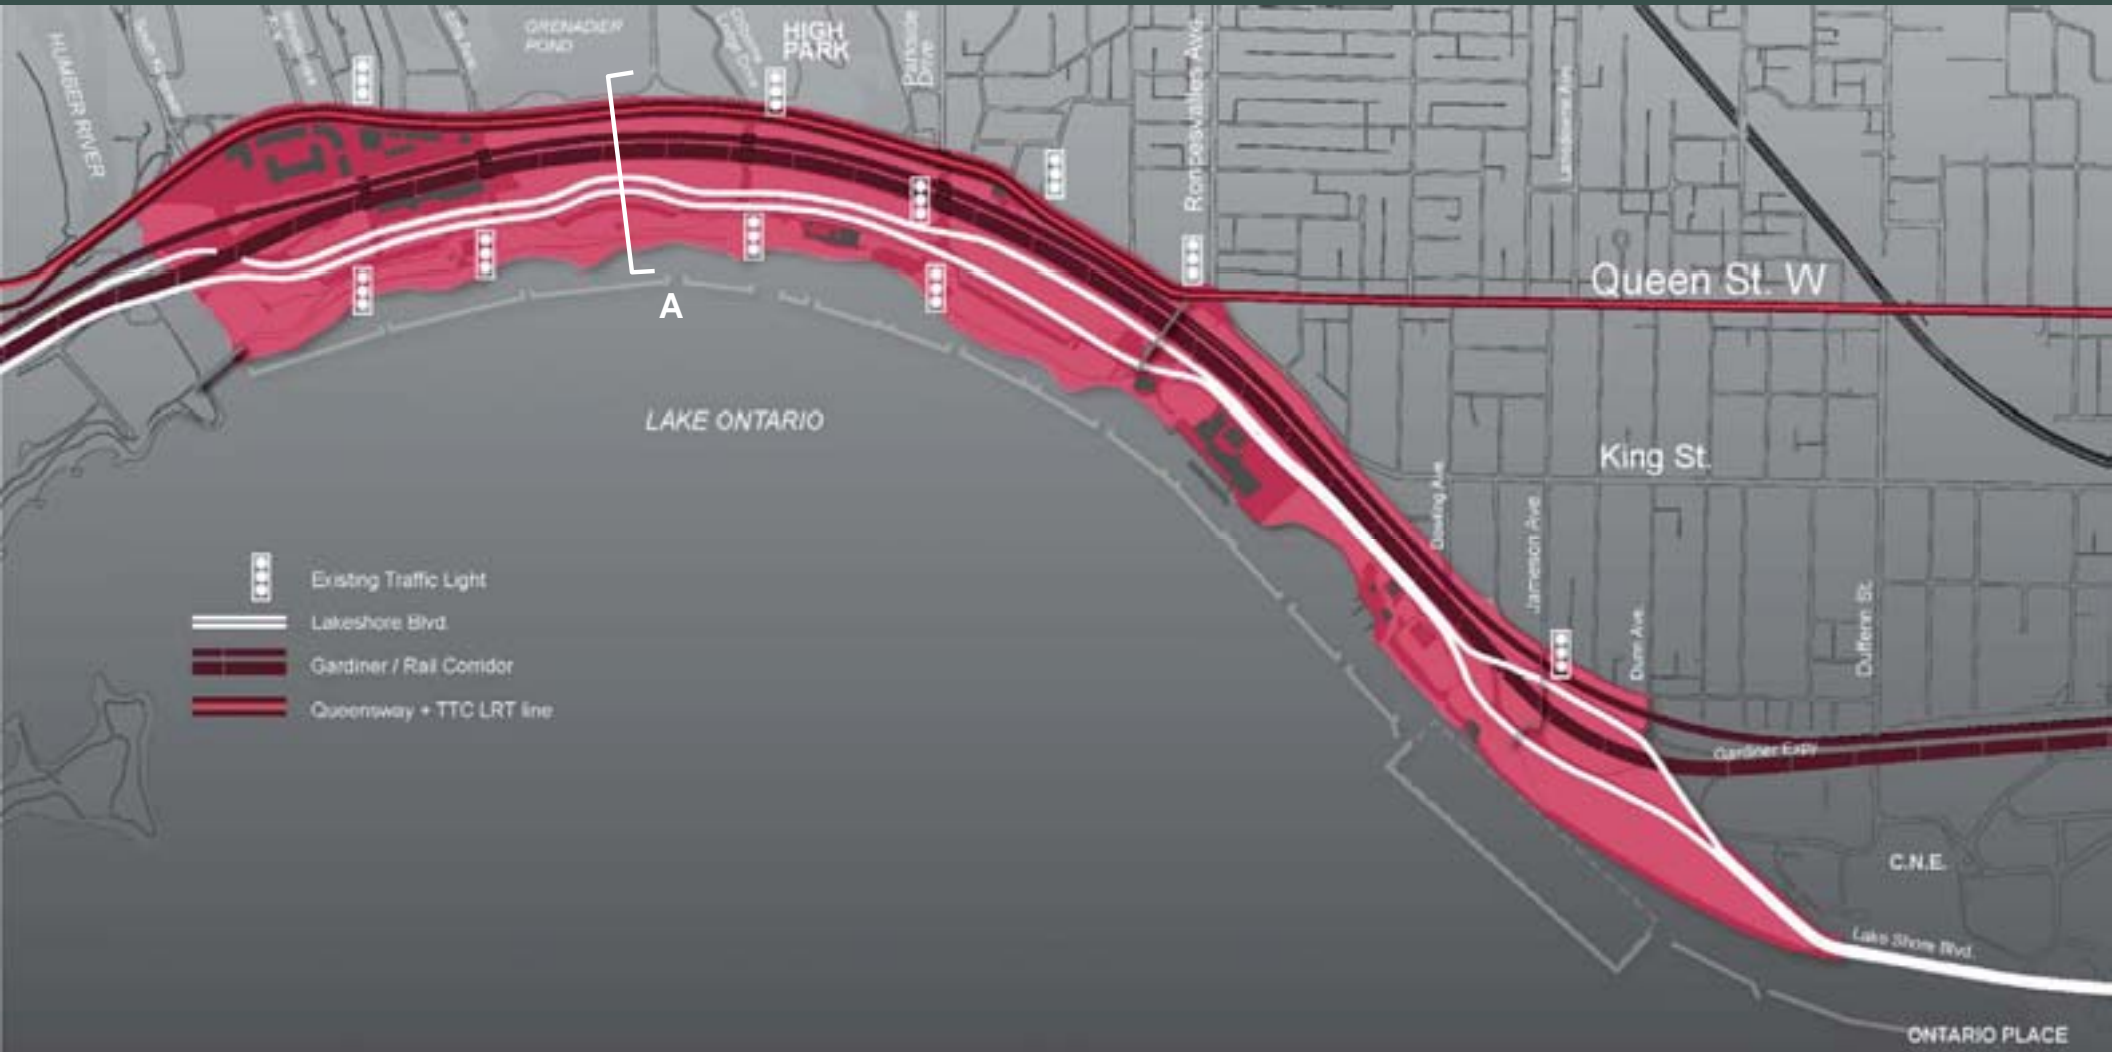 GRENADIER
POND
HIGH
PARK
Parkside
Drive
HUMBER RIVER
Roncesvalles Ave.
Lansdowne Ave.
Queen St. W
A
LAKE ONTARIO
King St.
Dowling Ave.
Jameson Ave.
Dunn Ave.
Dufferin St.
Existing Traffic Light
Lakeshore Blvd.
Gardiner / Rail Corridor
Queensway + TTC LRT line
Gardiner Expy
C.N.E.
Lake Shore Blvd.
ONTARIO PLACE